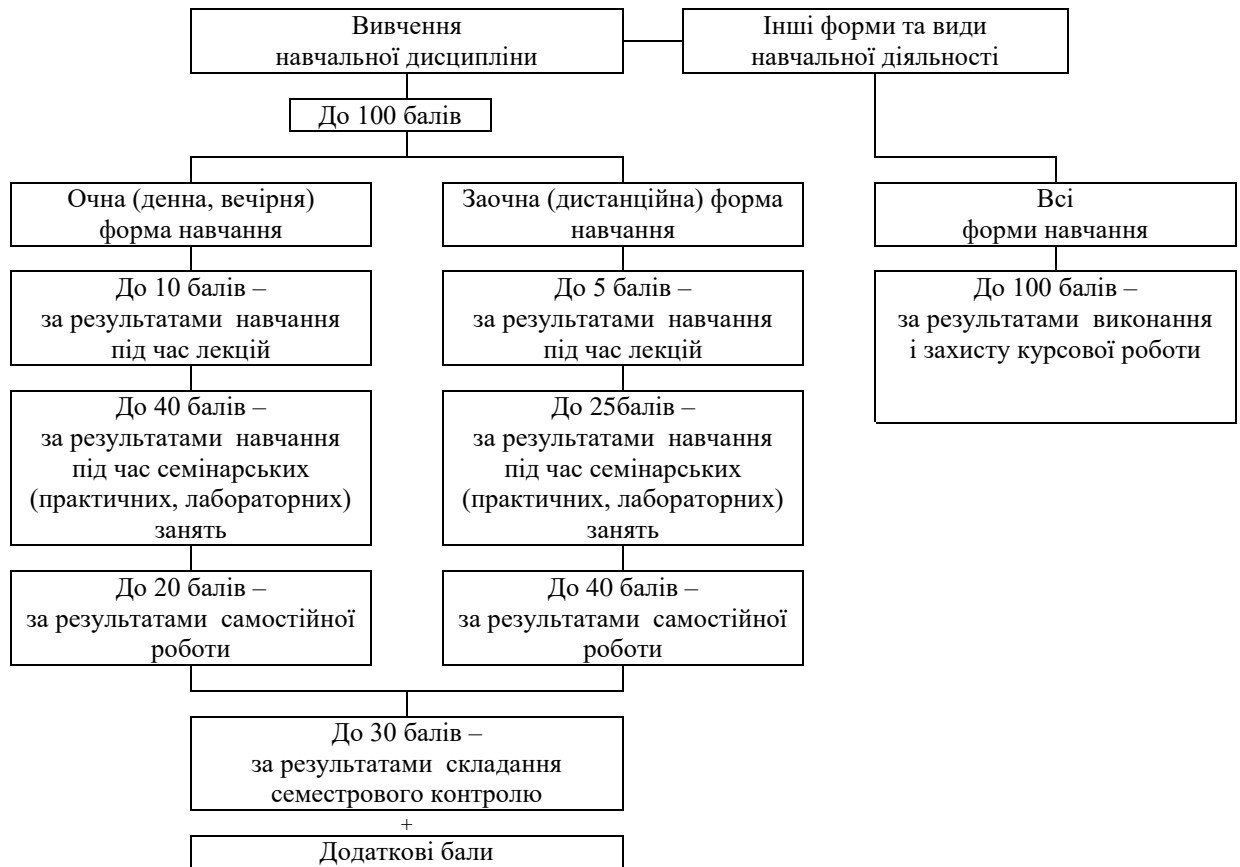 Вивчення
навчальної дисципліни
Інші форми та види
навчальної діяльності
До 100 балів
Очна (денна, вечірня)
форма навчання
Заочна (дистанційна) форма
навчання
Всі
форми навчання
До 10 балів –
за результатами навчання
під час лекцій
До 5 балів –
за результатами навчання
під час лекцій
До 100 балів –
за результатами виконання
і захисту курсової роботи
До 40 балів –
за результатами навчання
під час семінарських
(практичних, лабораторних)
занять
До 25балів –
за результатами навчання
під час семінарських
(практичних, лабораторних)
занять
До 20 балів –
за результатами самостійної
роботи
До 40 балів –
за результатами самостійної
роботи
До 30 балів –
за результатами складання
семестрового контролю
+
Додаткові бали